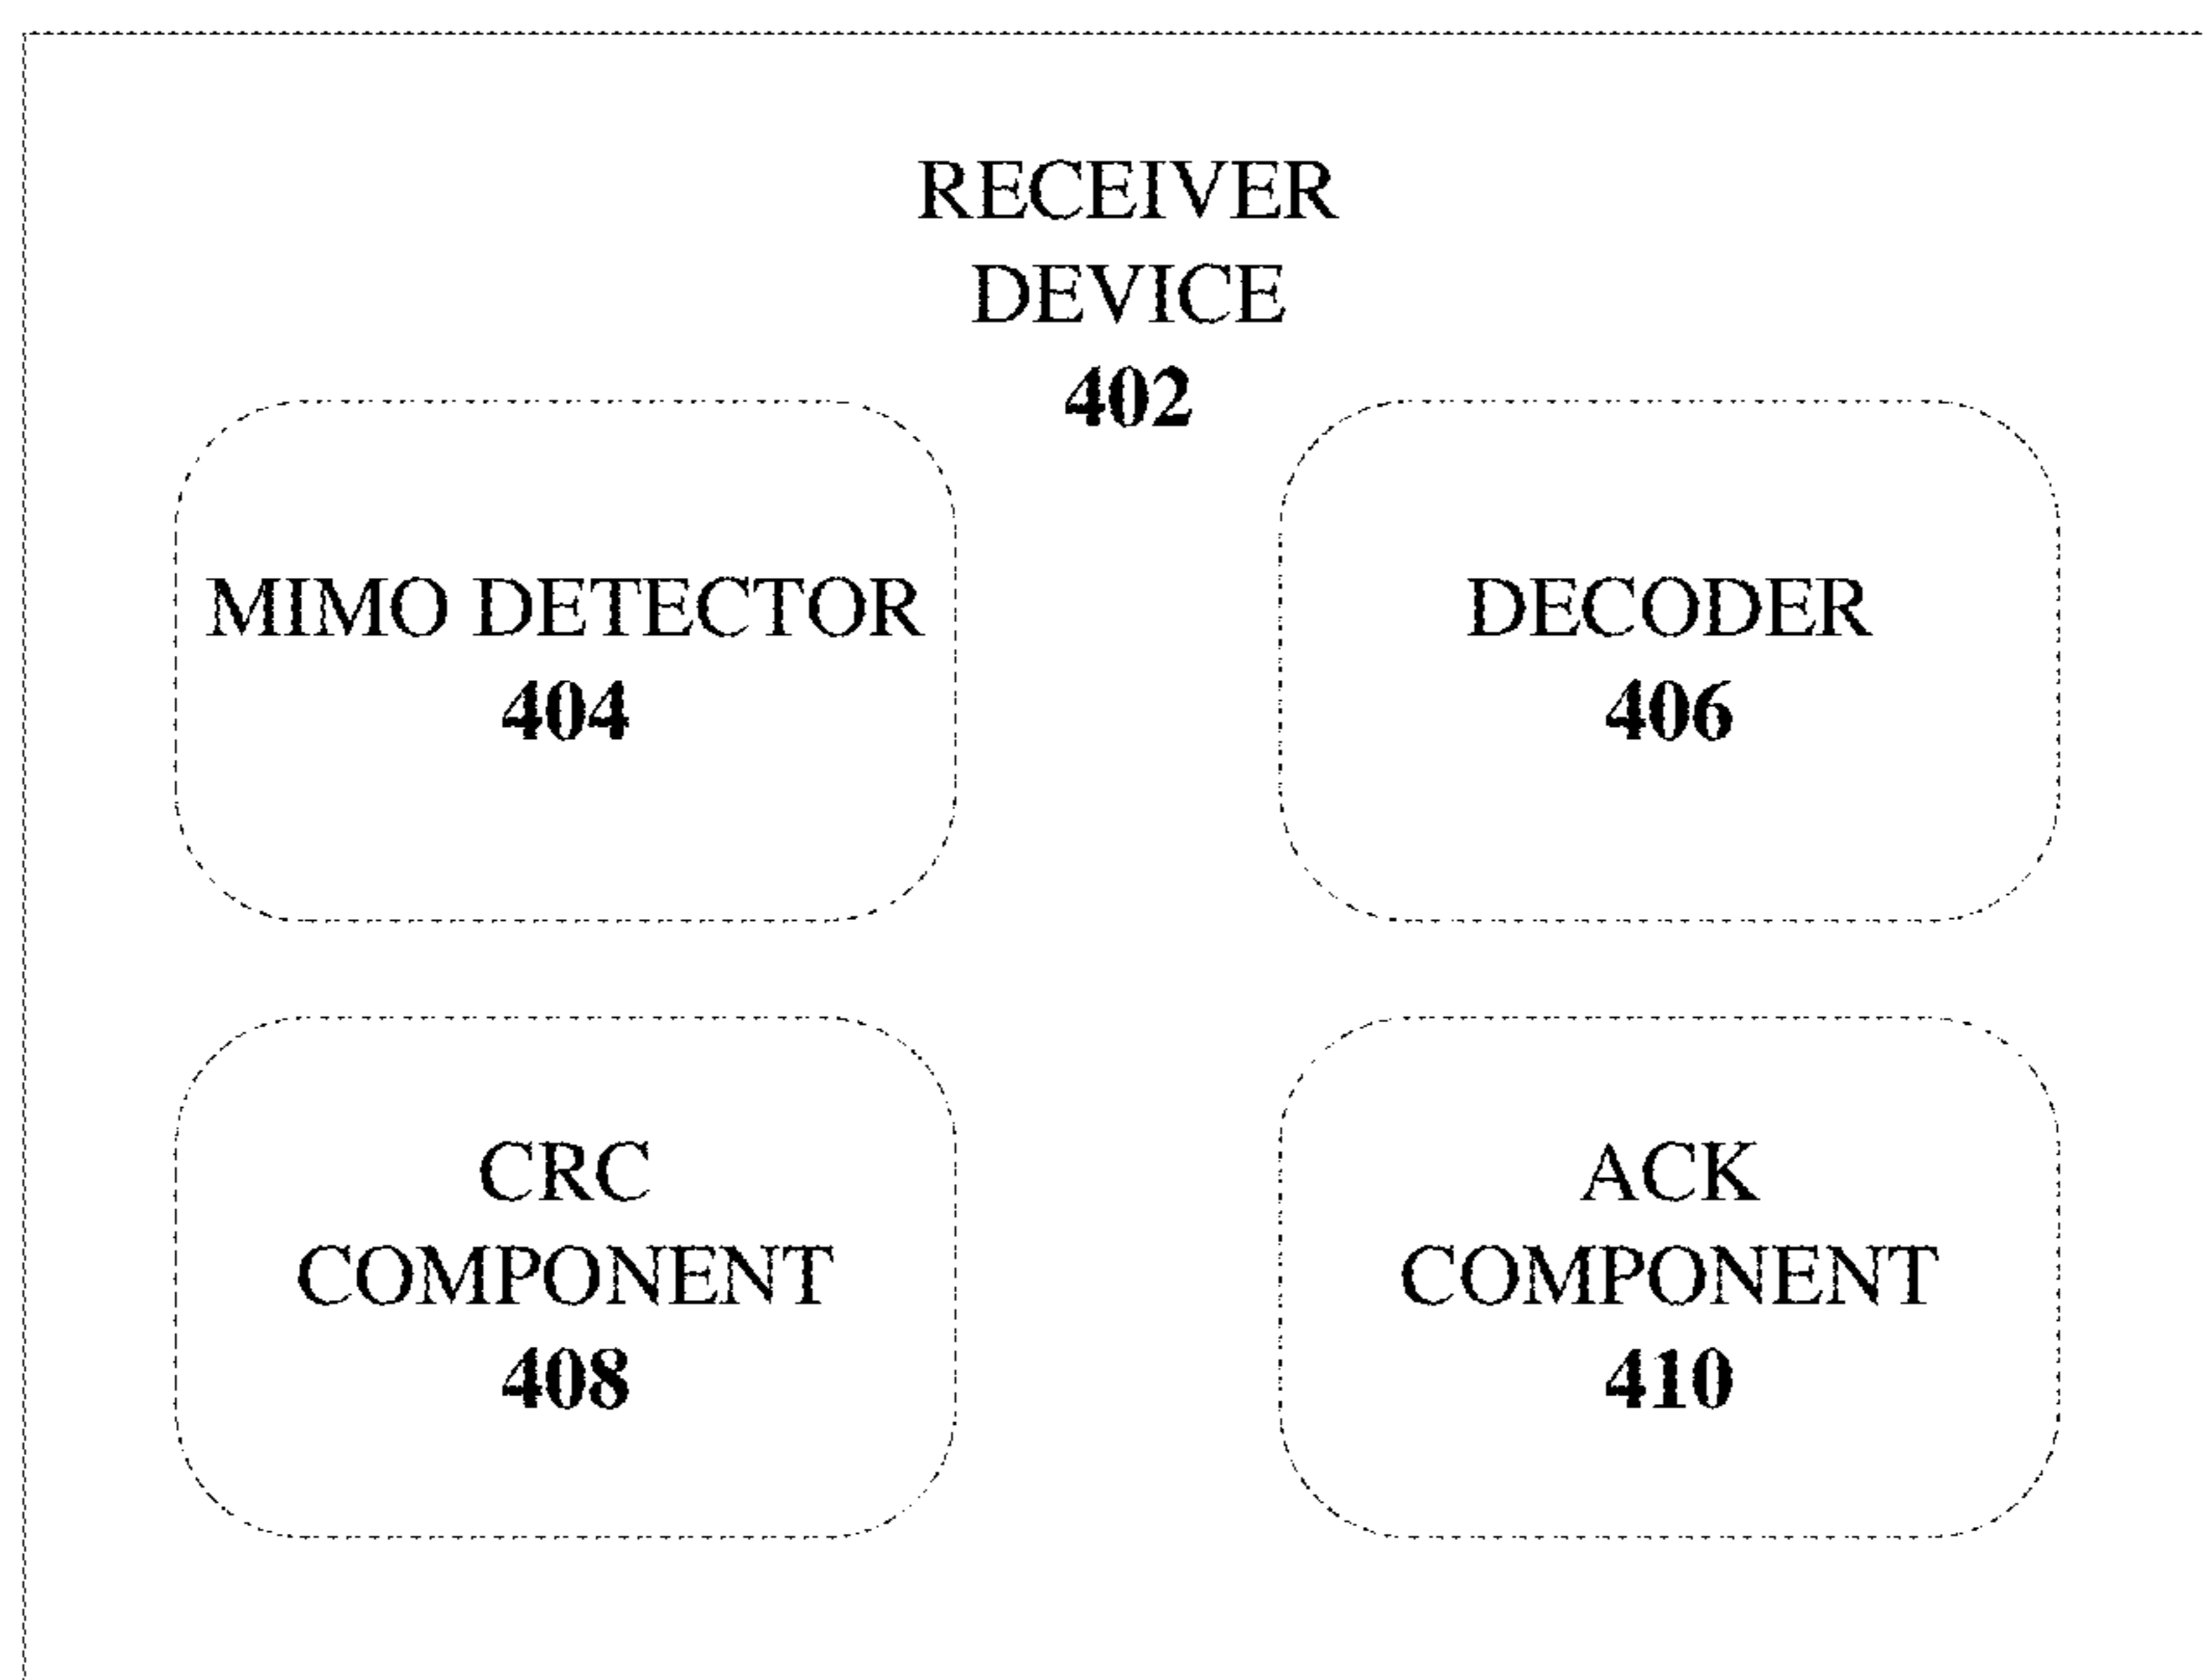 RECEIVER
DEVICE
402
MIMO DETECTOR
404
DECODER
406
CRC
COMPONENT
408
ACK
COMPONENT
410